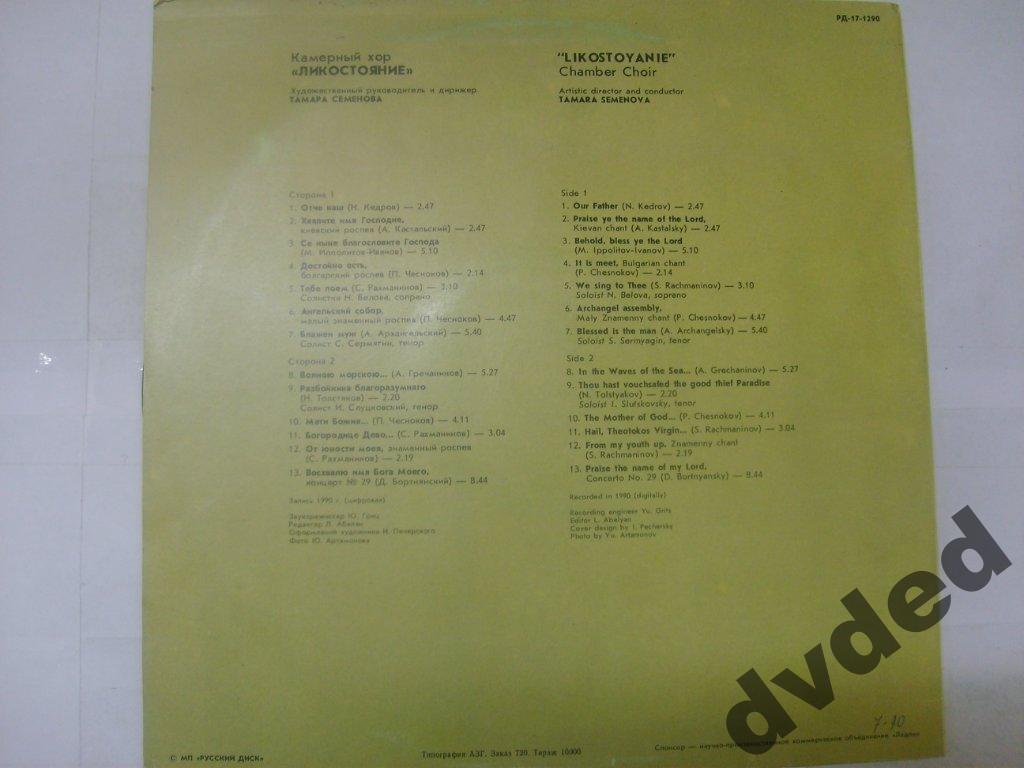 РД-17-1290
Камерный хор
«ЛИКОСТОЯНИЕ»
Художественный руководитель и дирижер
ТАМАРА СЕМЕНОВА
Сторона 1
1. Отче наш (Н. Кедров) — 2.47
2. Хвалите имя Господне,
киевский роспев (А. Кастальский) — 2.47
3. Се ныне благословите Господа
(М. Ипполитов-Иванов) — 5.10
4. Достойно есть,
болгарский роспев (П. Чесноков) — 2.14
5. Тебе поем (С. Рахманинов) — 3.10
Солистка Н. Белова, сопрано
6. Ангельский собор,
малый знаменный роспев (П. Чесноков) — 4.47
7. Блажен муж (А. Архангельский) — 5.40
Солист С. Сермягин, тенор
Сторона 2
8. Волною морскою... (А. Гречанинов) — 5.27
9. Разбойника благоразумнаго
(Н. Толстяков) — 2.20
Солист И. Слуцковский, тенор
10. Мати Божия... (П. Чесноков) — 4.11
11. Богородице Дево... (С. Рахманинов) — 3.04
12. От юности моея, знаменный роспев
(С. Рахманинов) — 2.19
13. Восхвалю имя Бога Моего,
концерт № 29 (Д. Бортнянский) — 8.44
Запись 1990 г. (цифровая)
Звукорежиссер Ю. Гриц
Редактор Л. Абелян
Оформление художника И. Печерского
Фото Ю. Артамонова
"LIKOSTOYANIE"
Chamber Choir
Artistic director and conductor
TAMARA SEMENOVA
Side 1
1. Our Father (N. Kedrov) — 2.47
2. Praise ye the name of the Lord,
Kievan chant (A. Kastalsky) — 2.47
3. Behold, bless ye the Lord
(M. Ippolitov-Ivanov) — 5.10
4. It is meet, Bulgarian chant
(P. Chesnokov) — 2.14
5. We sing to Thee (S. Rachmaninov) — 3.10
Soloist N. Belova, soprano
6. Archangel assembly,
Maly Znamenny chant (P. Chesnokov) — 4.47
7. Blessed is the man (A. Archangelsky) — 5.40
Soloist S. Sermyagin, tenor
Side 2
8. In the Waves of the Sea... (A. Grechaninov) — 5.27
9. Thou hast vouchsafed the good thief Paradise
(N. Tolstyakov) — 2.20
Soloist I. Slutskovsky, tenor
10. The Mother of God... (P. Chesnokov) — 4.11
11. Hail, Theotokos Virgin... (S. Rachmaninov) — 3.04
12. From my youth up, Znamenny chant
(S. Rachmaninov) — 2.19
13. Praise the name of my Lord,
Concerto No. 29 (D. Bortnyansky) — 8.44
Recorded in 1990 (digitally)
Recording engineer Yu. Grits
Editor L. Abelyan
Cover design by I. Pechersky
Photo by Yu. Artamonov
dvded
7-90
© МП «РУССКИЙ ДИСК»
Типография АЗГ. Заказ 720. Тираж 10000
Спонсор — научно-производственное коммерческое объединение